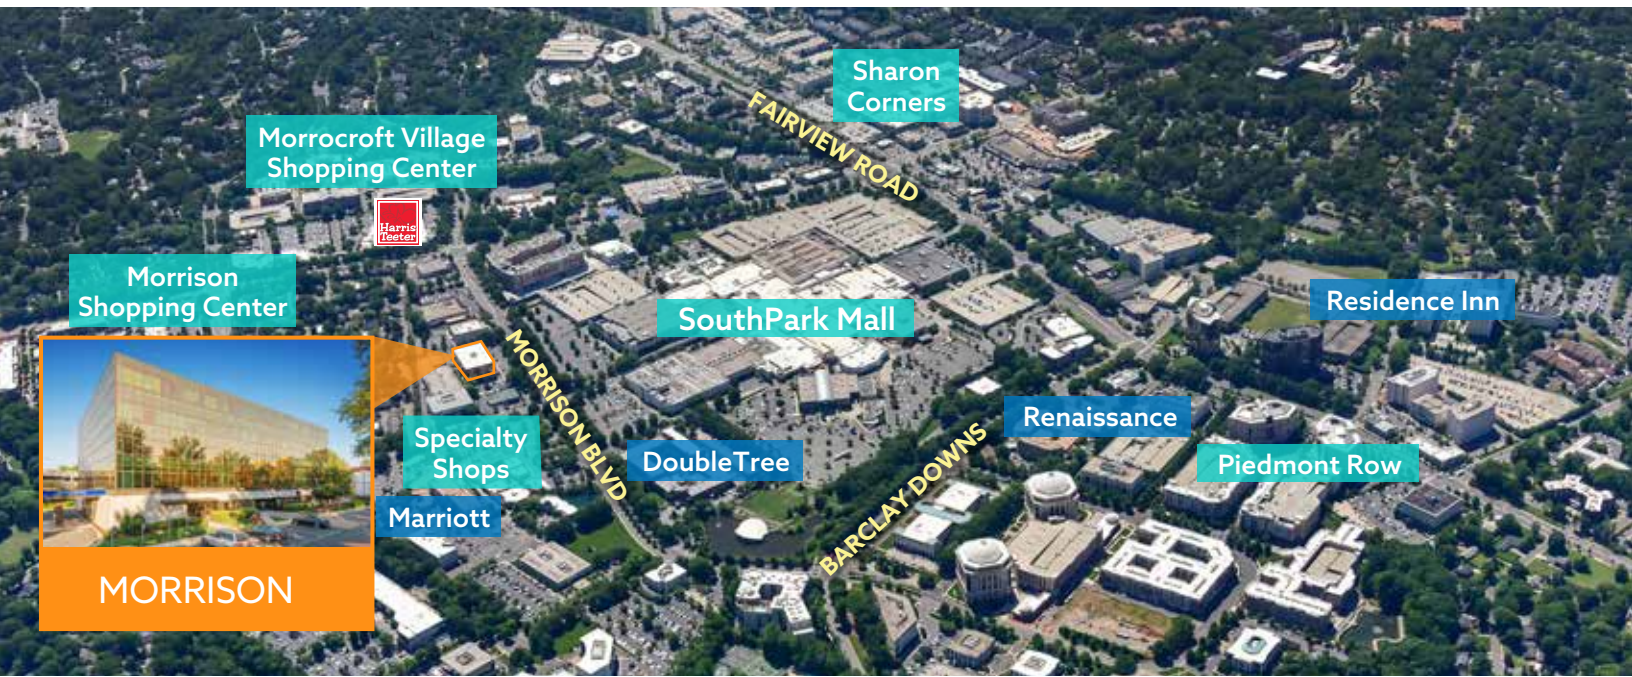 Sharon
Corners
FAIRVIEW ROAD
Morrocroft Village
Shopping Center
Harris
Teeter
Morrison
Shopping Center
Residence Inn
SouthPark Mall
MORRISON BLVD
Renaissance
Specialty
Shops
DoubleTree
BARCLAY DOWNS
Piedmont Row
Marriott
MORRISON